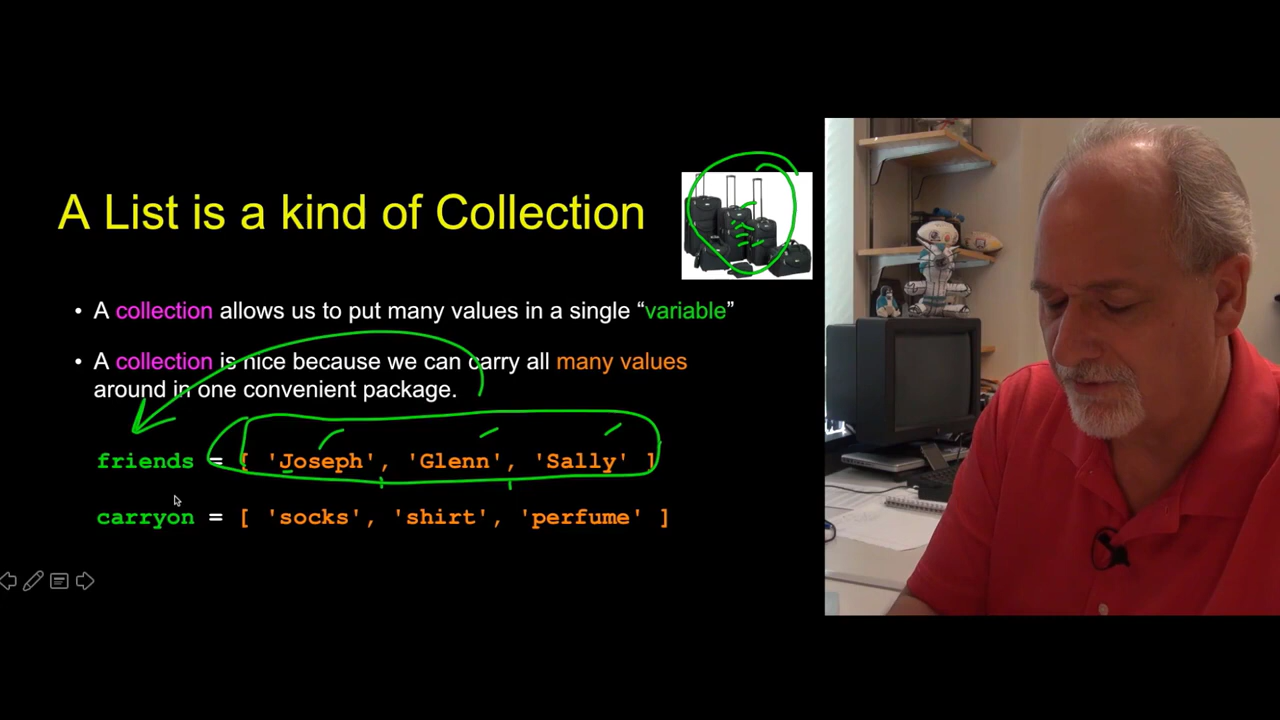 A List is a kind of Collection
• A collection allows us to put many values in a single “variable”
• A collection is nice because we can carry all many values
around in one convenient package.
friends = [ 'Joseph', 'Glenn', 'Sally' ]
carryon = [ 'socks', 'shirt', 'perfume' ]